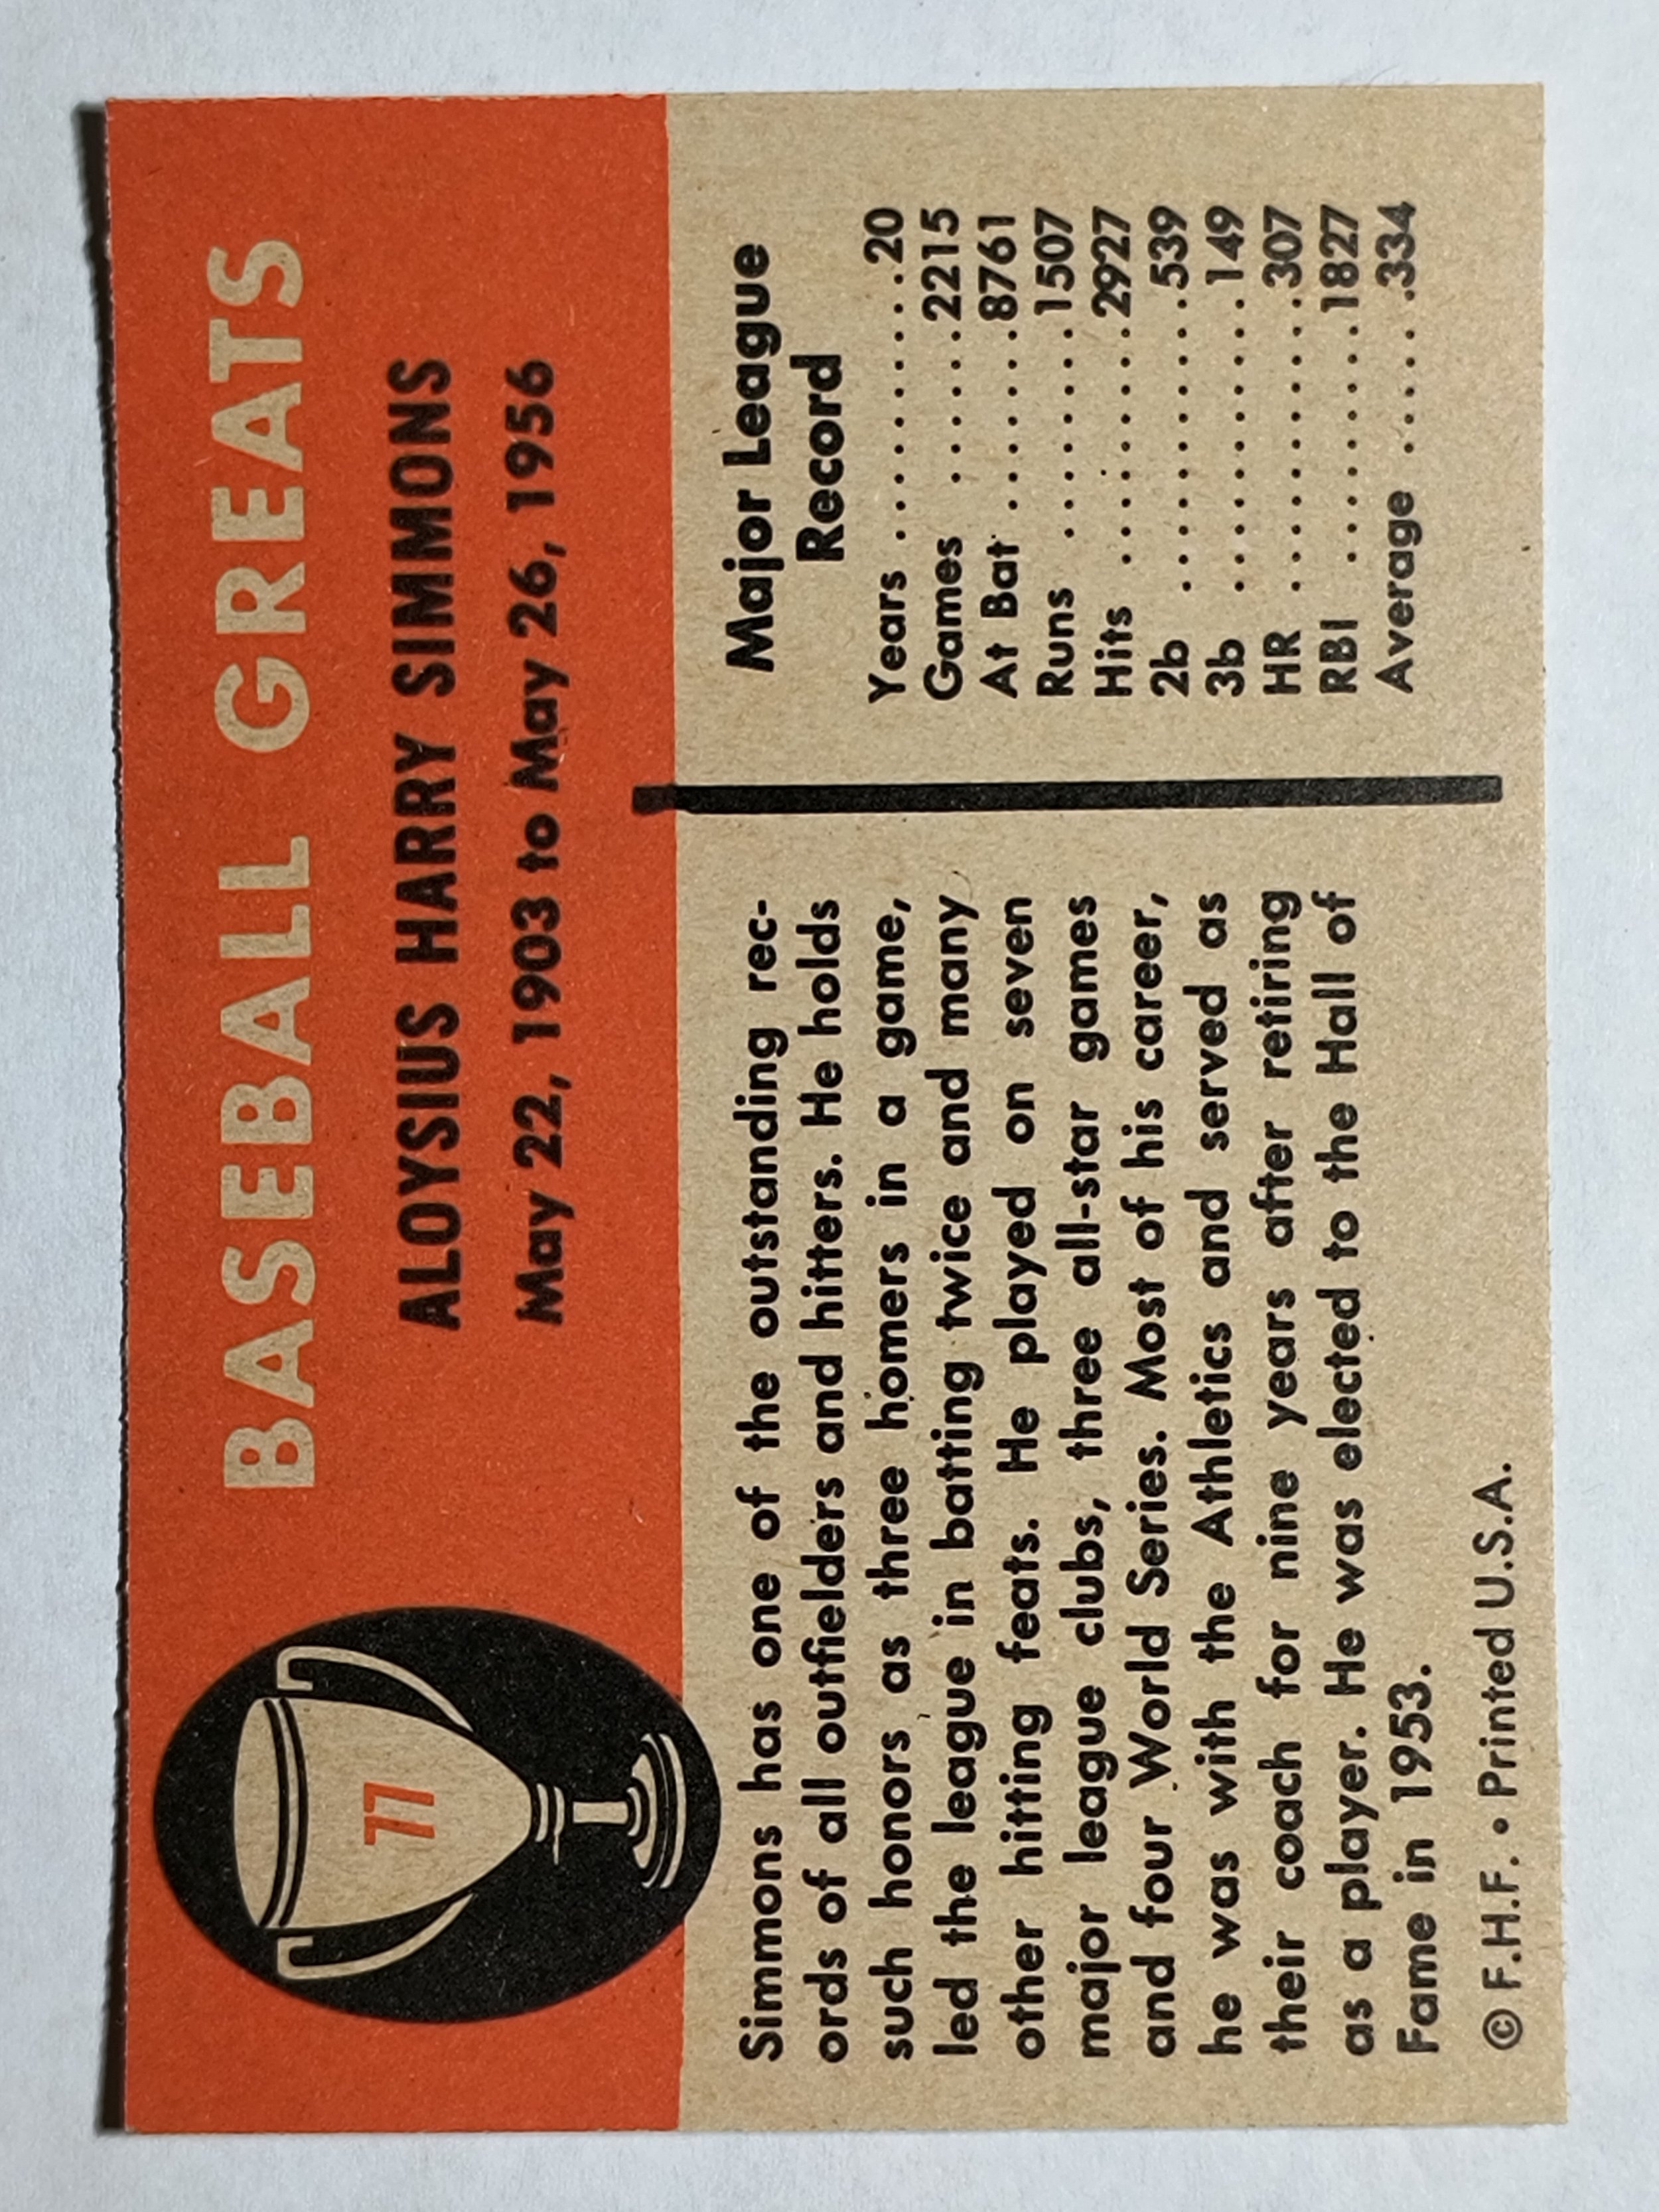 77
BASEBALL GREATS
ALOYSIUS HARRY SIMMONS
May 22, 1903 to May 26, 1956
Simmons has one of the outstanding rec-
ords of all outfielders and hitters. He holds
such honors as three homers in a game,
led the league in batting twice and many
other hitting feats. He played on seven
major league clubs, three all-star games
and four World Series. Most of his career,
he was with the Athletics and served as
their coach for nine years after retiring
as a player. He was elected to the Hall of
Fame in 1953.
© F.H.F. • Printed U.S.A.
Major League
Record
Years . . . . . . . . . . . 20
Games . . . . . . . 2215
At Bat . . . . . . . . 8761
Runs . . . . . . . . . 1507
Hits . . . . . . . . . . 2927
2b . . . . . . . . . . . . 539
3b . . . . . . . . . . . . 149
HR . . . . . . . . . . . 307
RBI . . . . . . . . . . 1827
Average . . . . . .334